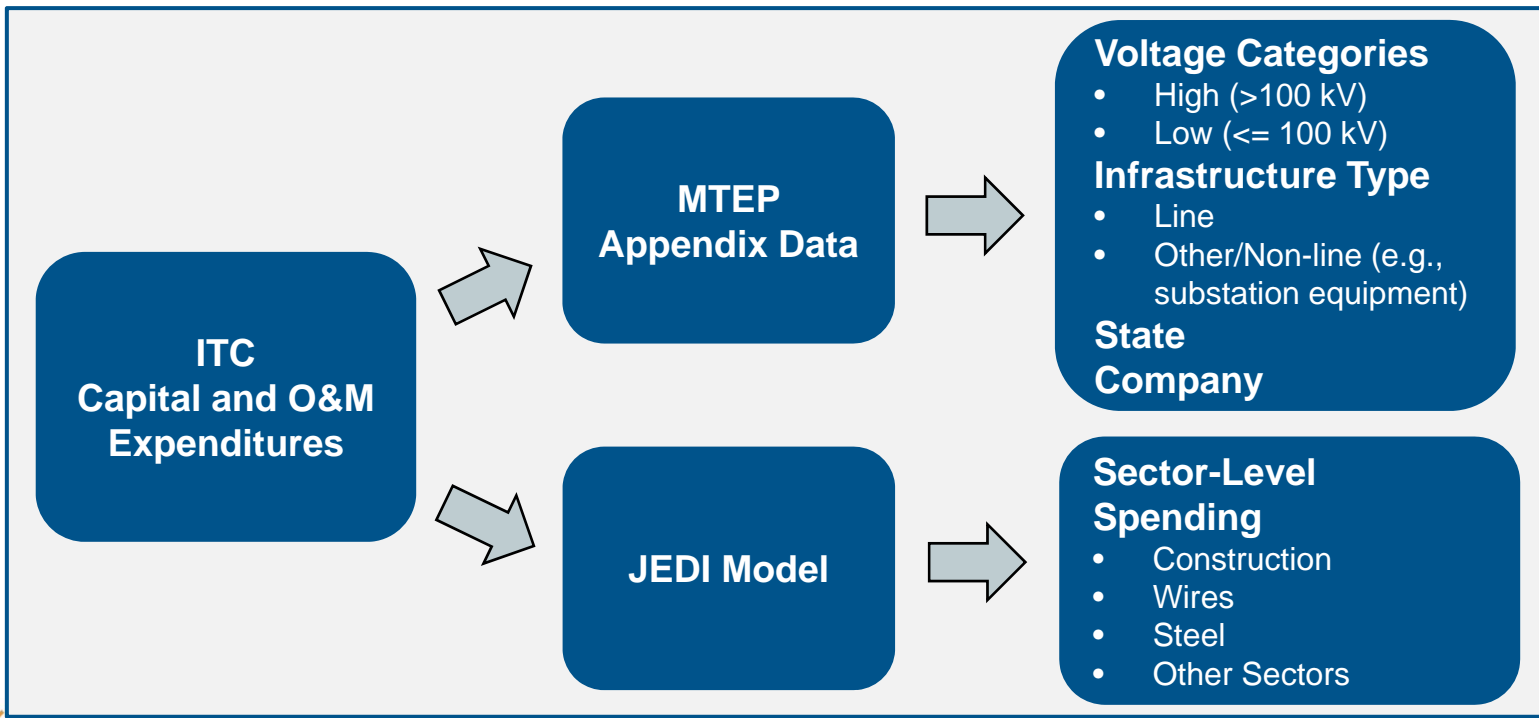 ITC
Capital and O&M
Expenditures
MTEP
Appendix Data
Voltage Categories
• High (>100 kV)
• Low (<= 100 kV)
Infrastructure Type
• Line
• Other/Non-line (e.g.,
substation equipment)
State
Company
JEDI Model
Sector-Level
Spending
• Construction
• Wires
• Steel
• Other Sectors